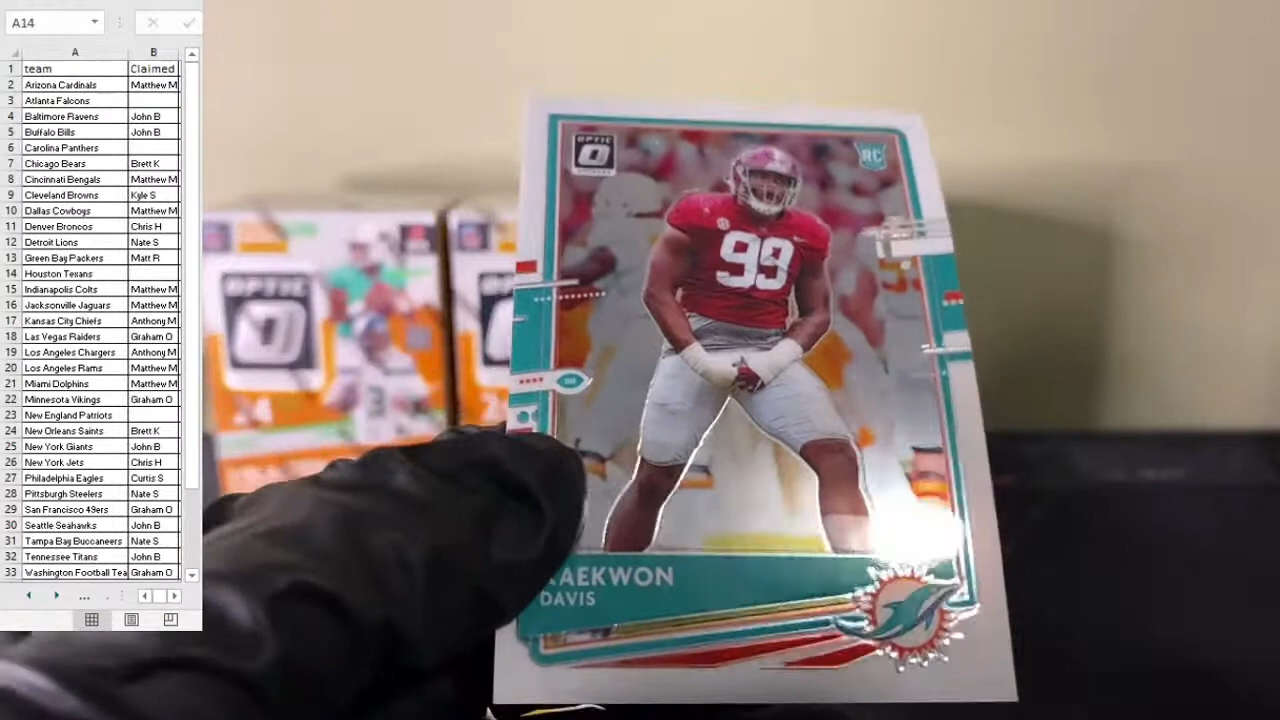 A14
A B
1 team Claimed
2 Arizona Cardinals Matthew M
3 Atlanta Falcons
4 Baltimore Ravens John B
5 Buffalo Bills John B
6 Carolina Panthers
7 Chicago Bears Brett K
8 Cincinnati Bengals Matthew M
9 Cleveland Browns Kyle S
10 Dallas Cowboys Matthew M
11 Denver Broncos Chris H
12 Detroit Lions Nate S
13 Green Bay Packers Matt R
14 Houston Texans
15 Indianapolis Colts Matthew M
16 Jacksonville Jaguars Matthew M
17 Kansas City Chiefs Anthony M
18 Las Vegas Raiders Graham O
19 Los Angeles Chargers Anthony M
20 Los Angeles Rams Matthew M
21 Miami Dolphins Matthew M
22 Minnesota Vikings Graham O
23 New England Patriots
24 New Orleans Saints Brett K
25 New York Giants John B
26 New York Jets Chris H
27 Philadelphia Eagles Curtis S
28 Pittsburgh Steelers Nate S
29 San Francisco 49ers Graham O
30 Seattle Seahawks John B
31 Tampa Bay Buccaneers Nate S
32 Tennessee Titans John B
33 Washington Football Tea Graham O
...
OPTIC
RC
99
OPTIC
AEKWON
DAVIS